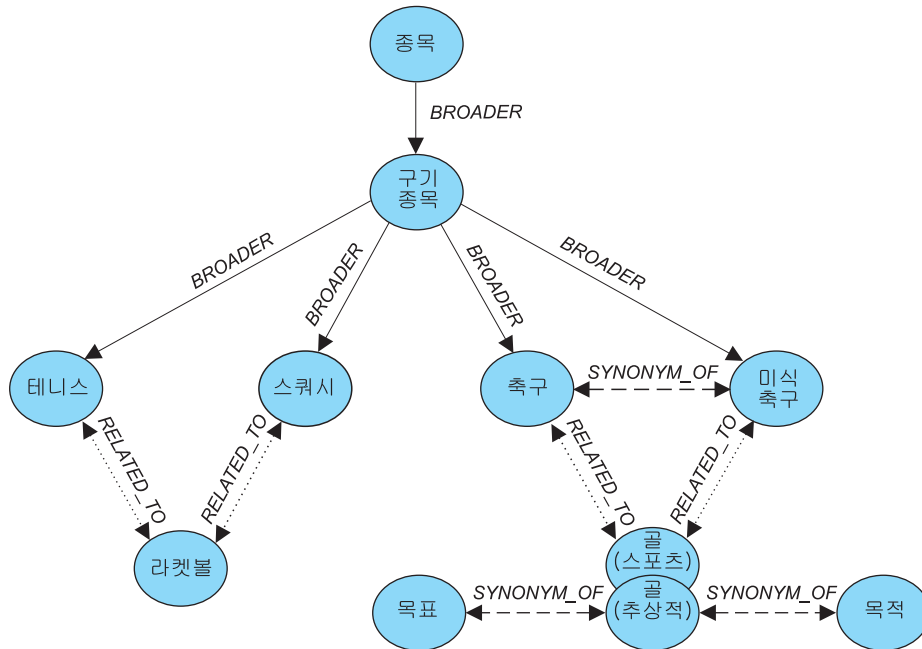 종목
BROADER
구기
종목
BROADER
BROADER
BROADER
BROADER
테니스
스쿼시
축구
SYNONYM_OF
미식
축구
RELATED_TO
RELATED_TO
RELATED_TO
RELATED_TO
라켓볼
골
(스포츠)
목표
SYNONYM_OF
골
(추상적)
SYNONYM_OF
목적